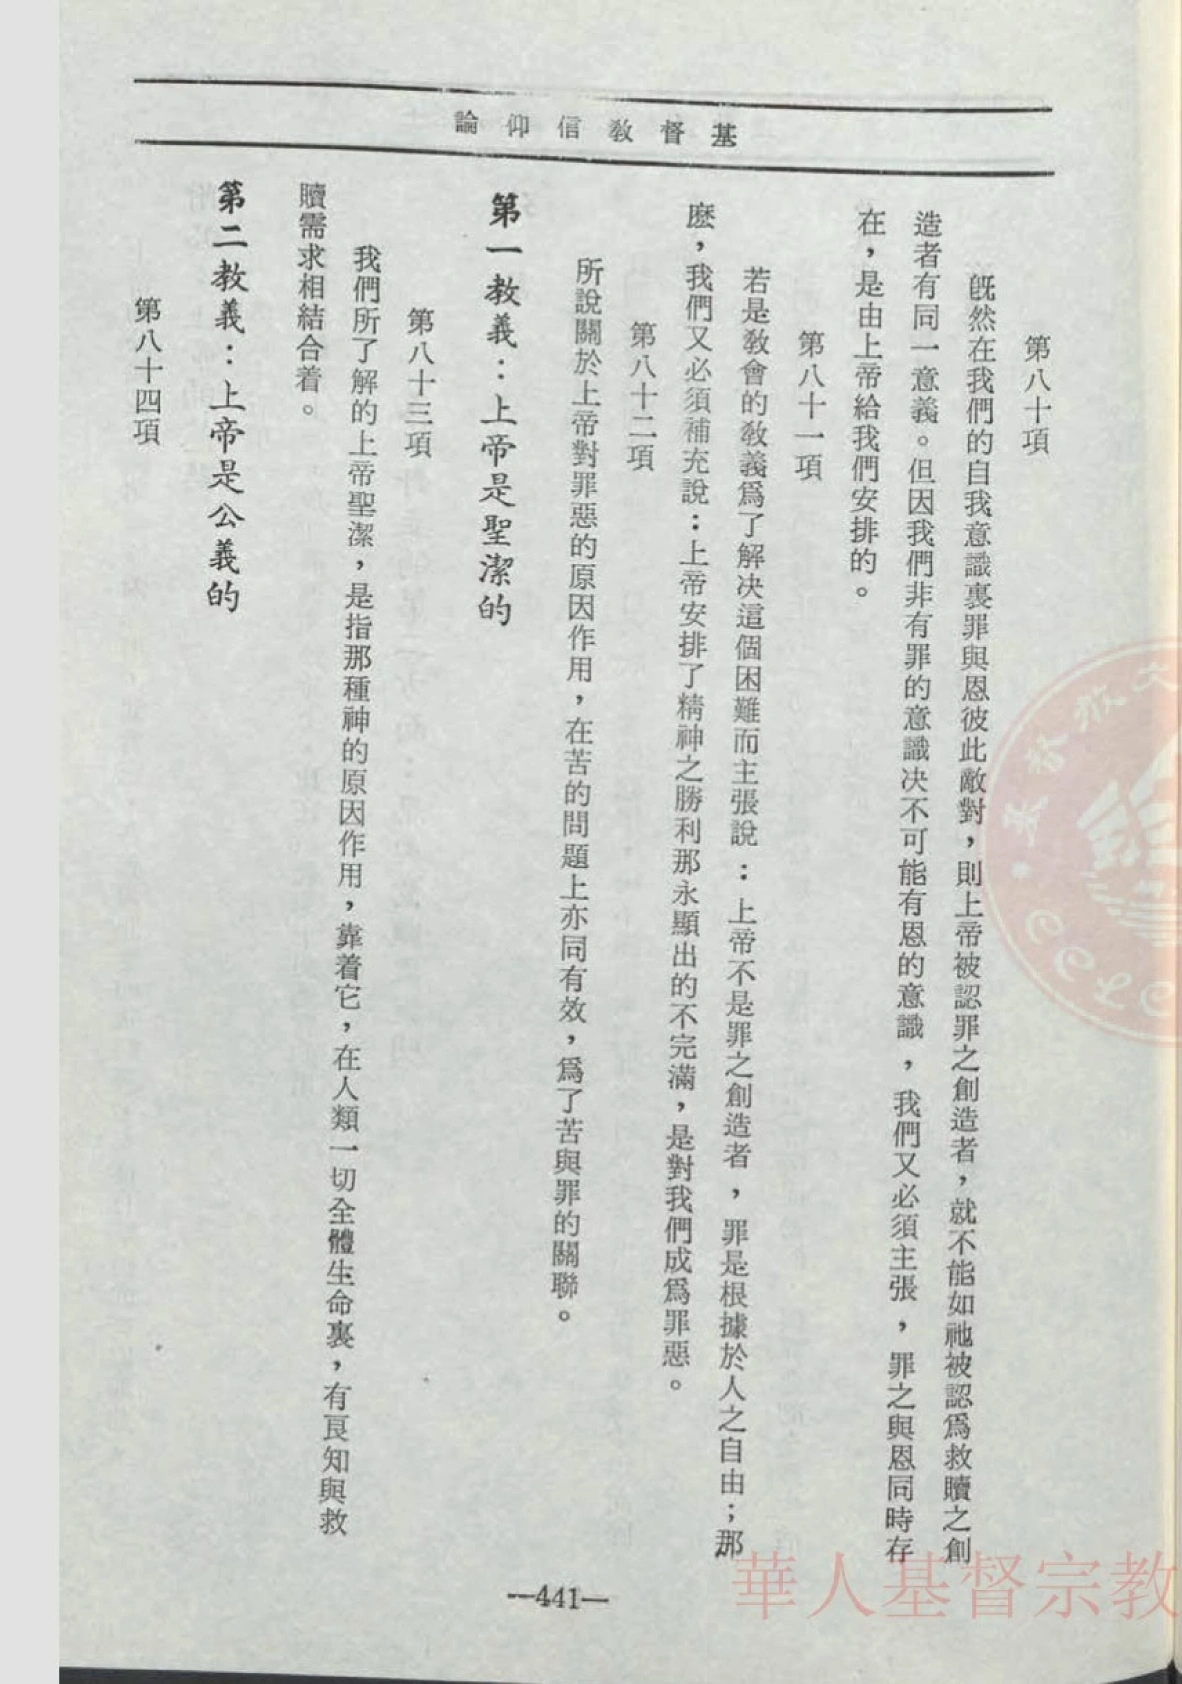 基督教信仰論
第八十項
既然在我們的自我意識裏罪與恩彼此敵對，則上帝被認罪之創造者，就不能如祂被認爲救贖之創
造者有同一意義。但因我們非有罪的意識决不可能有恩的意識，我們又必須主張，罪之與恩同時存
在，是由上帝給我們安排的。
第八十一項
若是教會的教義爲了解决這個困難而主張說：上帝不是罪之創造者，罪是根據於人之自由；那
麽，我們又必須補充說：上帝安排了精神之勝利那永顯出的不完滿，是對我們成爲罪惡。
第八十二項
所說關於上帝對罪惡的原因作用，在苦的問題上亦同有效，爲了苦與罪的關聯。
第一教義：上帝是聖潔的
第八十三項
我們所了解的上帝聖潔，是指那種神的原因作用，靠着它，在人類一切全體生命裏，有良知與救
贖需求相結合着。
第二教義：上帝是公義的
第八十四項
—441—
華人基督宗教